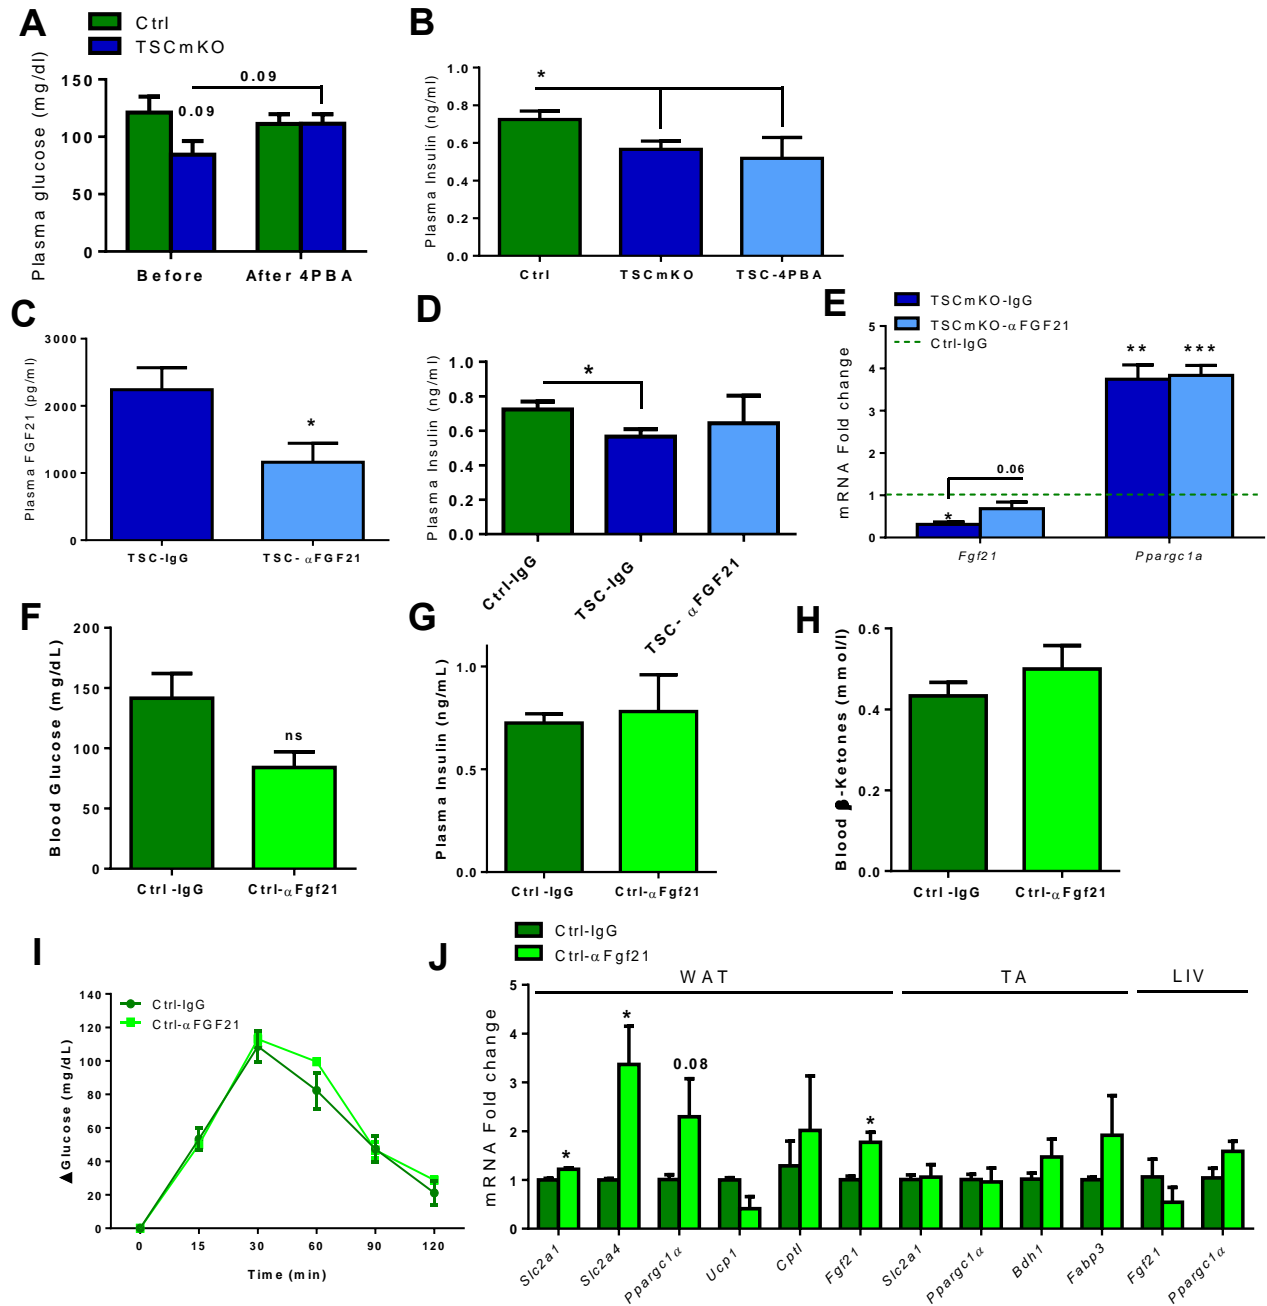 A
Ctrl
TSCmKO
Plasma glucose (mg/dl)
150
100
50
0
0.09
0.09
Before
After 4PBA
B
Plasma Insulin (ng/ml)
1.0
0.8
0.6
0.4
0.2
0.0
*
Ctrl
TSCmKO
TSC-4PBA
C
Plasma FGF21 (pg/ml)
3000
2000
1000
0
*
TSC-IgG
TSC- αFGF21
D
Plasma Insulin (ng/ml)
1.0
0.8
0.6
0.4
0.2
0.0
*
Ctrl-IgG
TSC-IgG
TSC- αFGF21
E
TSCmKO-IgG
TSCmKO-αFGF21
Ctrl-IgG
mRNA Fold change
5
4
3
2
1
0
*
0.06
**
***
Fgf21
Ppargc1a
F
Blood Glucose (mg/dL)
200
150
100
50
0
ns
Ctrl -IgG
Ctrl-αFgf21
G
Plasma Insulin (ng/mL)
1.0
0.5
0.0
Ctrl -IgG
Ctrl-αFgf21
H
Blood β-Ketones (mmol/l)
0.6
0.4
0.2
0.0
Ctrl -IgG
Ctrl-αFgf21
I
Ctrl-IgG
Ctrl-αFGF21
▲Glucose (mg/dL)
140
120
100
80
60
40
20
0
0 15 30 60 90 120
Time (min)
J
Ctrl-IgG
Ctrl-αFgf21
WAT TA LIV
mRNA Fold change
5
4
3
2
1
0
*
*
0.08
*
Slc2a1
Slc2a4
Ppargc1α
Ucp1
CptI
Fgf21
Slc2a1
Ppargc1α
Bdh1
Fabp3
Fgf21
Ppargc1α